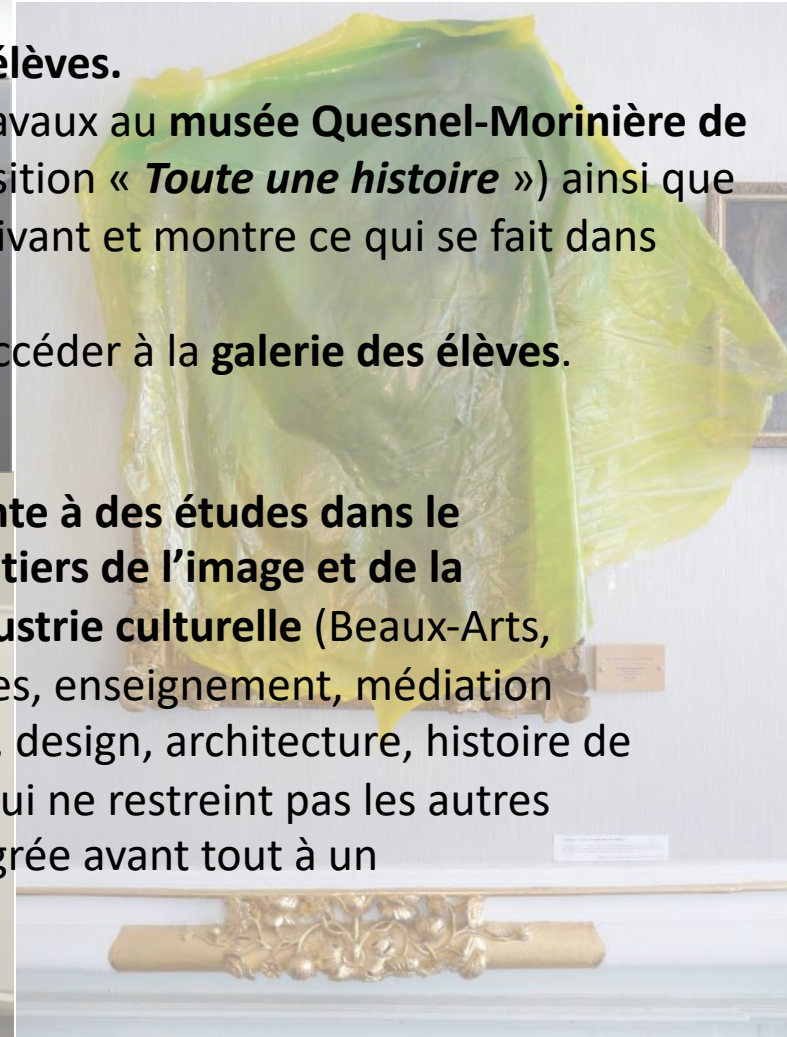 élèves.
avaux au musée Quesnel-Morinière de
sition « Toute une histoire ») ainsi que
ivant et montre ce qui se fait dans
ccéder à la galerie des élèves.
nte à des études dans le
tiers de l’image et de la
ustrie culturelle (Beaux-Arts,
es, enseignement, médiation
, design, architecture, histoire de
ui ne restreint pas les autres
grée avant tout à un